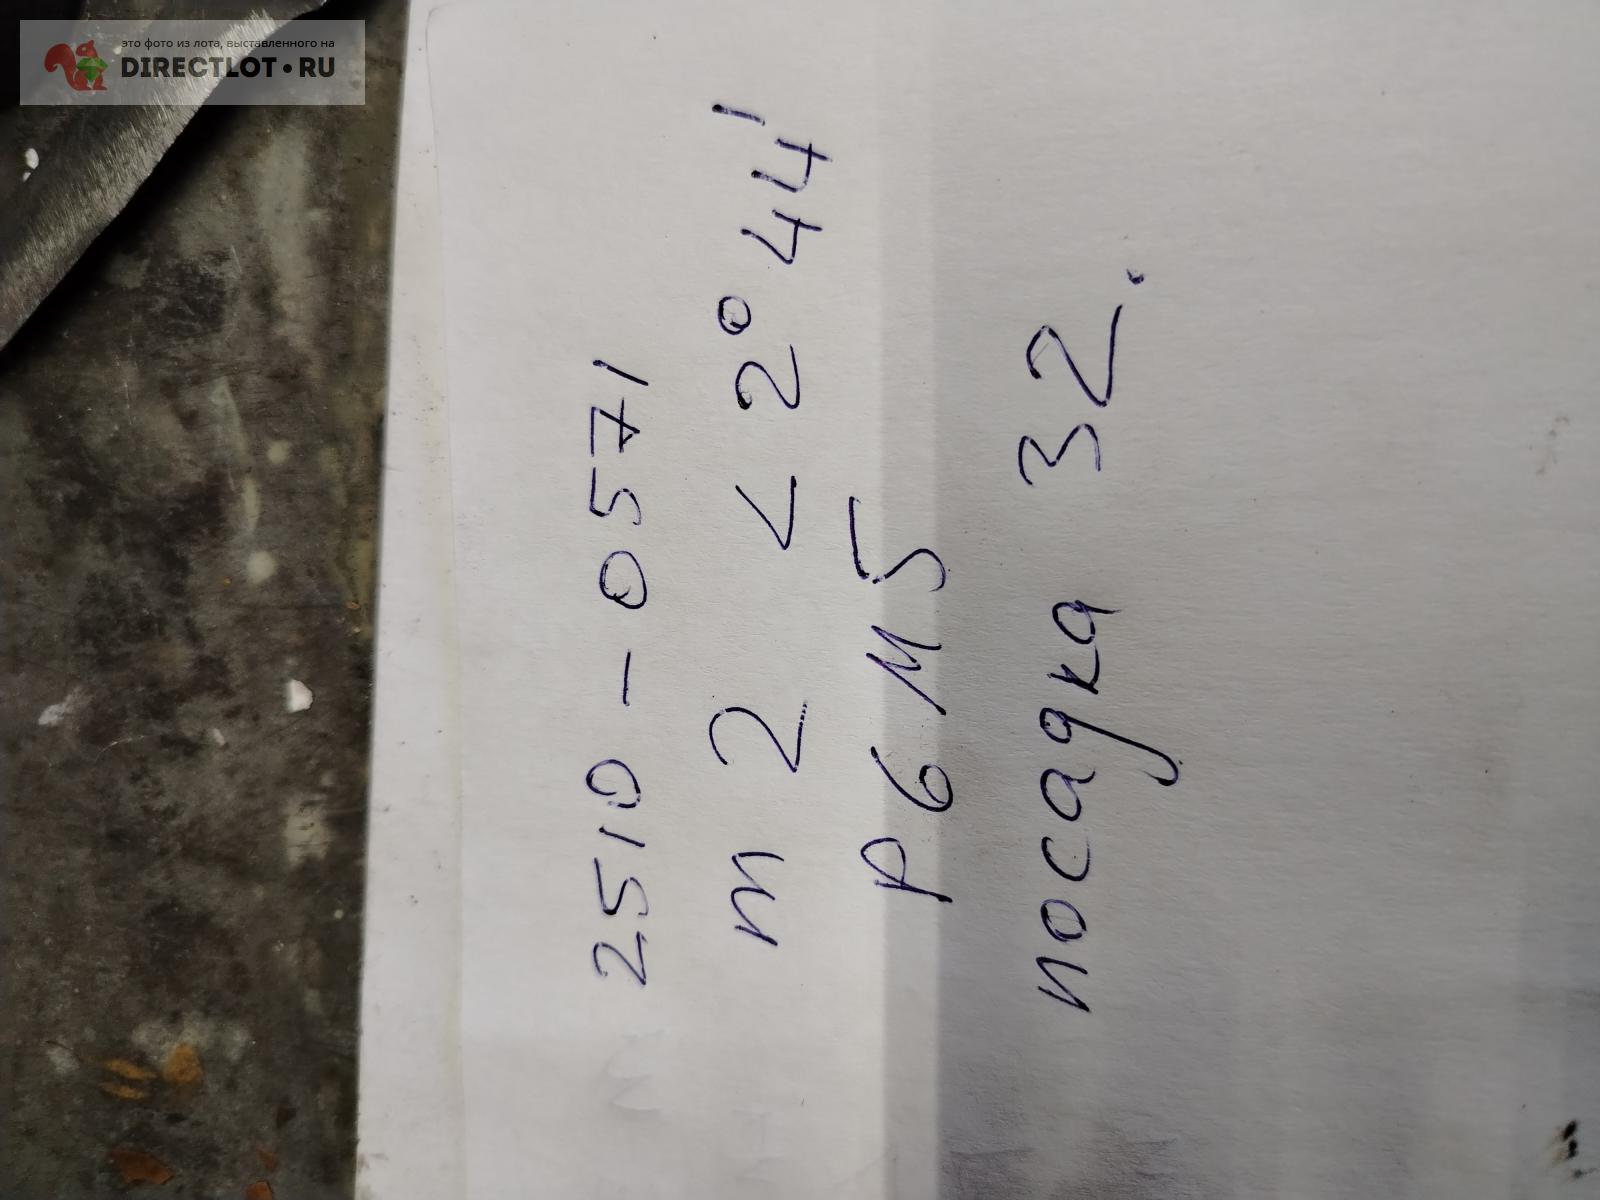 это фото из лота, выставленного на
DIRECTLOT•RU
2510-0571
m 2 < 2°44'
Р6М5
посадка 32.